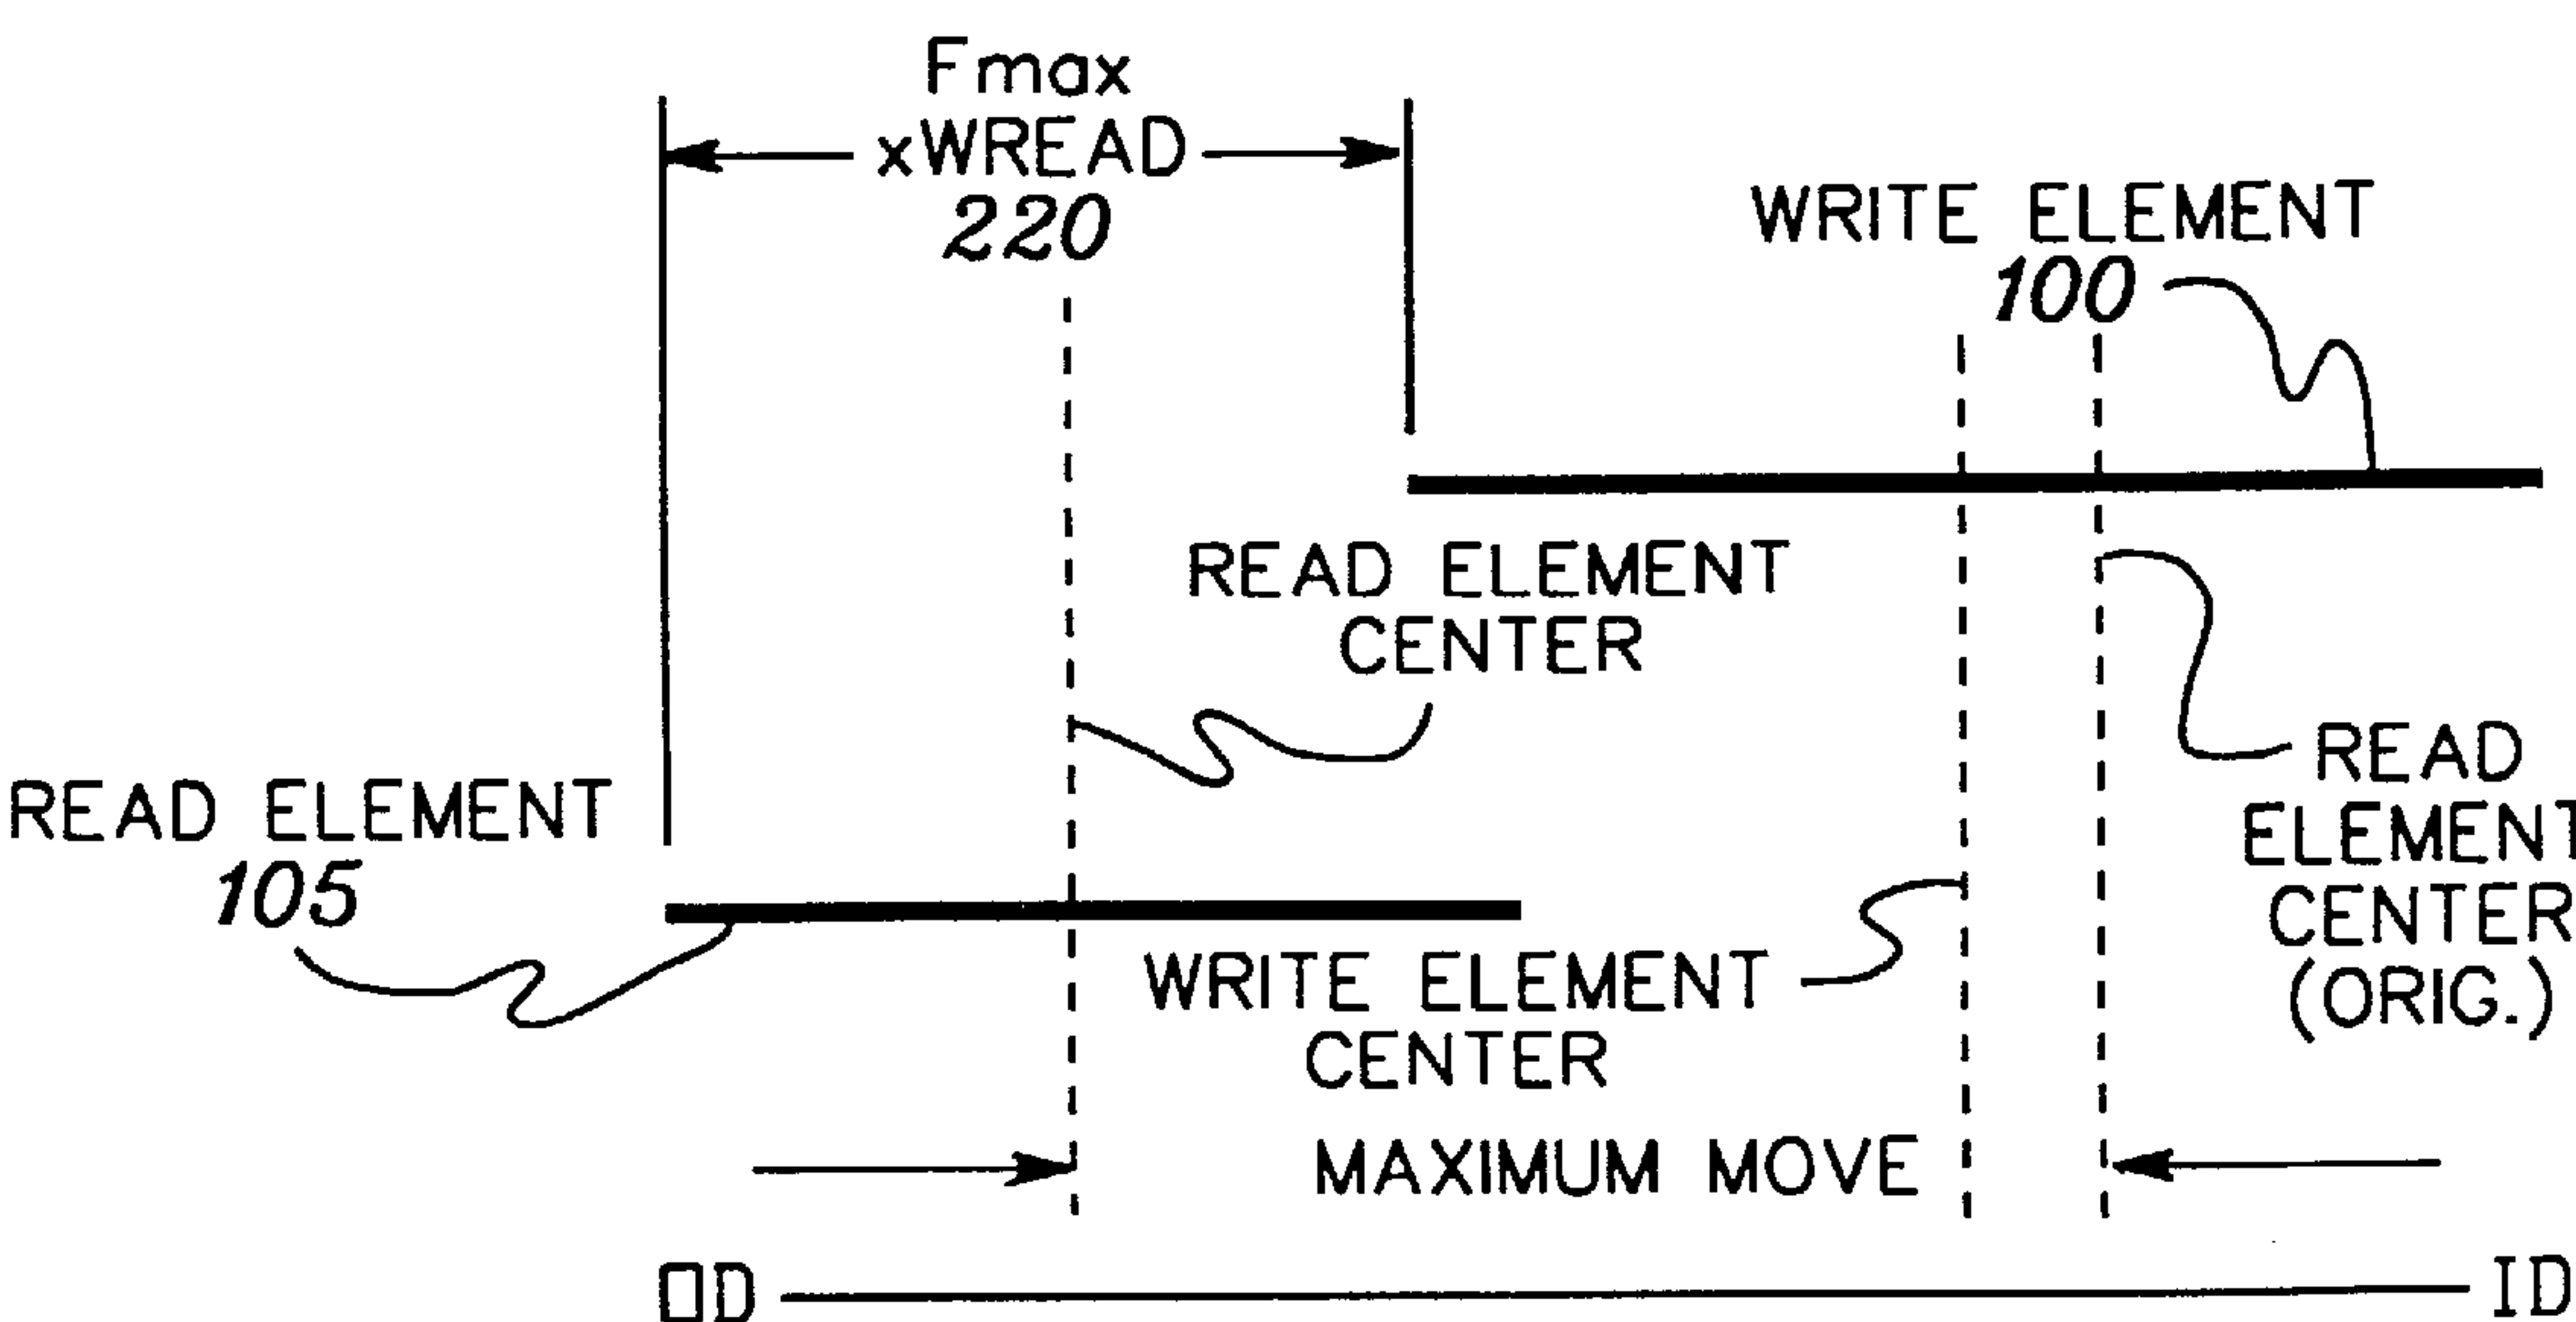 Fmax
xWREAD
220
WRITE ELEMENT
100
READ ELEMENT
CENTER
READ
ELEMENT
CENTER
(ORIG.)
READ ELEMENT
105
WRITE ELEMENT
CENTER
MAXIMUM MOVE
OD
ID